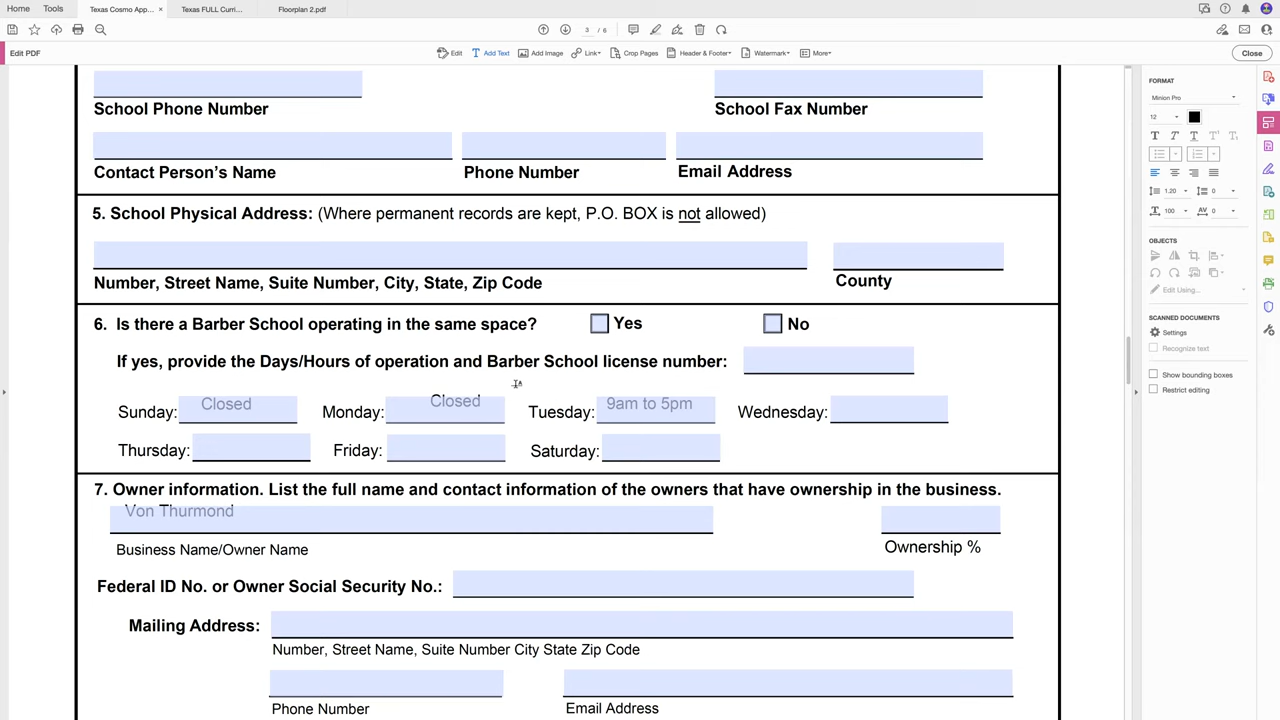 Home Tools Texas Cosmo App... × Texas FULL Curri... Floorplan 2.pdf
3 / 6
Edit PDF Edit Add Text Add Image Link Crop Pages Header & Footer Watermark More Close
School Phone Number School Fax Number
Contact Person's Name Phone Number Email Address
5. School Physical Address: (Where permanent records are kept, P.O. BOX is not allowed)
Number, Street Name, Suite Number, City, State, Zip Code County
6. Is there a Barber School operating in the same space? Yes No
If yes, provide the Days/Hours of operation and Barber School license number:
Sunday: Closed Monday: Closed Tuesday: 9am to 5pm Wednesday:
Thursday: Friday: Saturday:
7. Owner information. List the full name and contact information of the owners that have ownership in the business.
Von Thurmond
Business Name/Owner Name Ownership %
Federal ID No. or Owner Social Security No.:
Mailing Address:
Number, Street Name, Suite Number City State Zip Code
Phone Number Email Address
FORMAT
Minion Pro
12
T T T T T
1.20 0
100 AV 0
OBJECTS
Edit Using...
SCANNED DOCUMENTS
Settings
Recognize text
Show bounding boxes
Restrict editing